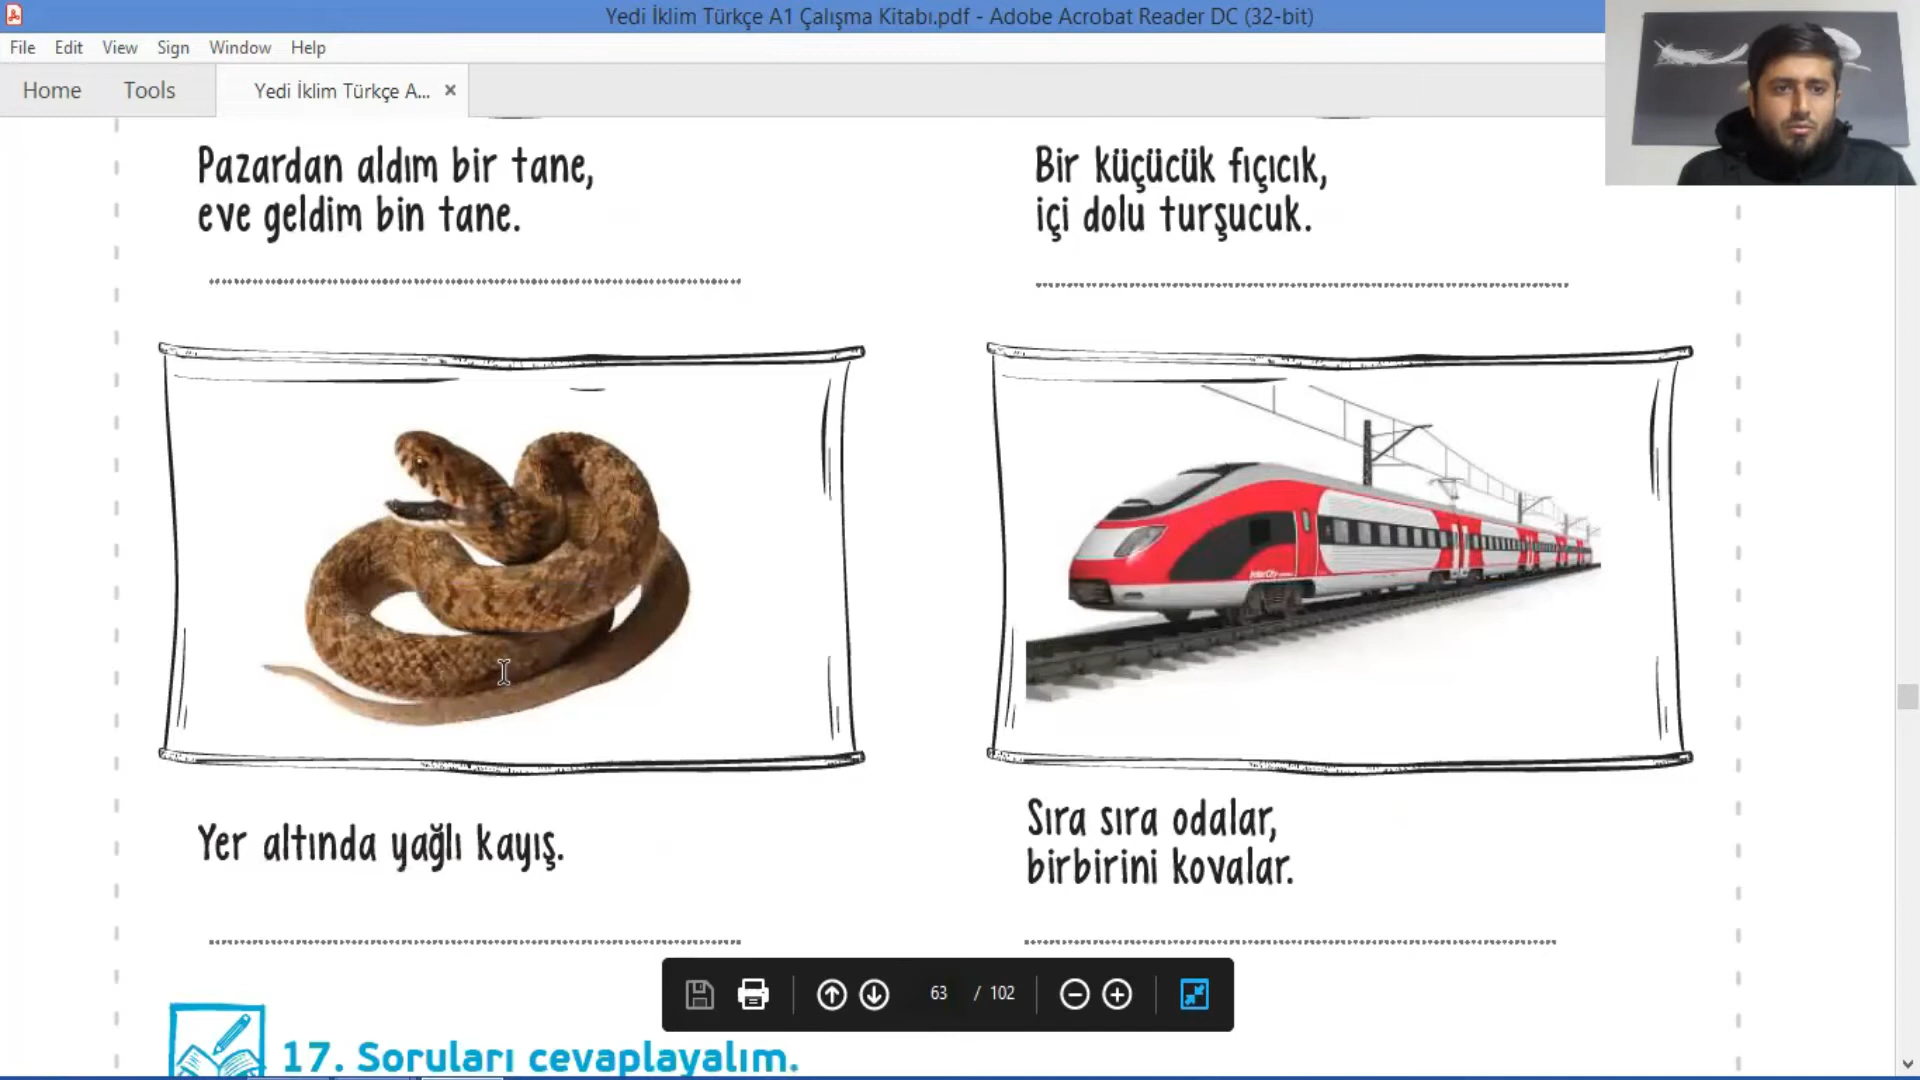 Yedi İklim Türkçe A1 Çalışma Kitabı.pdf - Adobe Acrobat Reader DC (32-bit)
File Edit View Sign Window Help
Home Tools Yedi İklim Türkçe A... ×
Pazardan aldım bir tane,
eve geldim bin tane.
Bir küçücük fıçıcık,
içi dolu turşucuk.
InterCity
Yer altında yağlı kayış.
Sıra sıra odalar,
birbirini kovalar.
63 / 102
17. Soruları cevaplayalım.